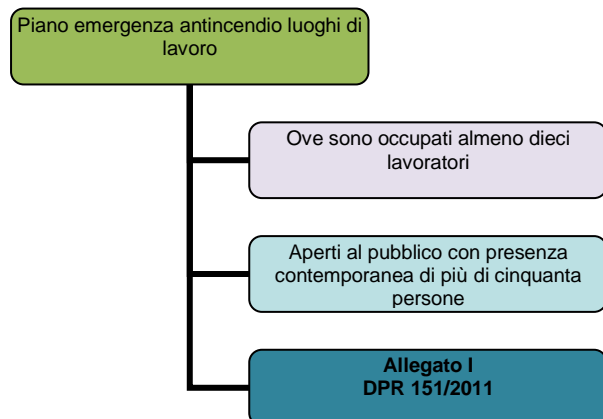 Piano emergenza antincendio luoghi di
lavoro
Ove sono occupati almeno dieci
lavoratori
Aperti al pubblico con presenza
contemporanea di più di cinquanta
persone
Allegato I
DPR 151/2011